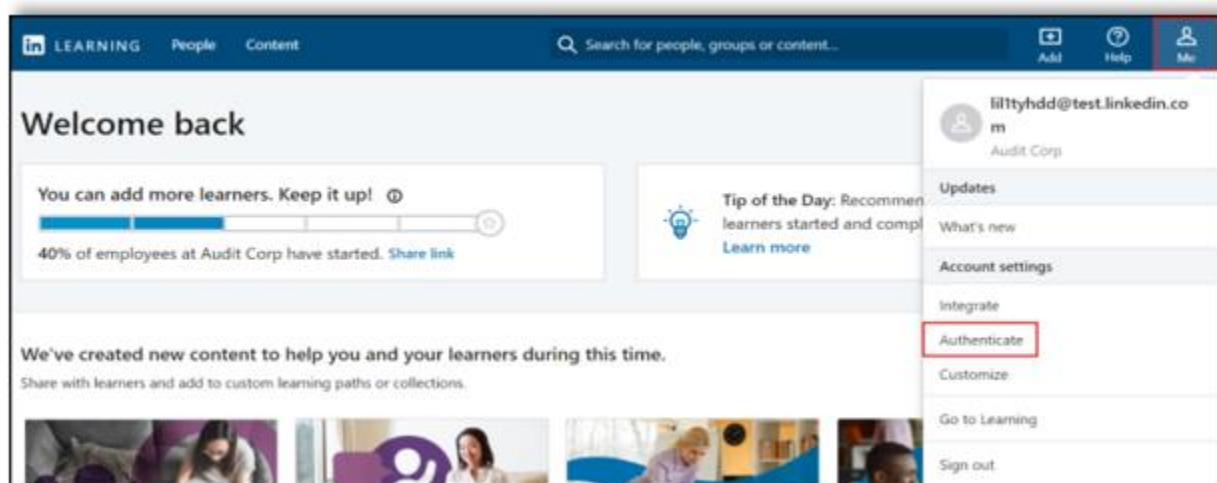 in LEARNING People Content Search for people, groups or content... Add Help Me
Welcome back
You can add more learners. Keep it up!
40% of employees at Audit Corp have started. Share link
Tip of the Day: Recommen
learners started and compl
Learn more
We've created new content to help you and your learners during this time.
Share with learners and add to custom learning paths or collections.
lil1tyhdd@test.linkedin.co
m
Audit Corp
Updates
What's new
Account settings
Integrate
Authenticate
Customize
Go to Learning
Sign out